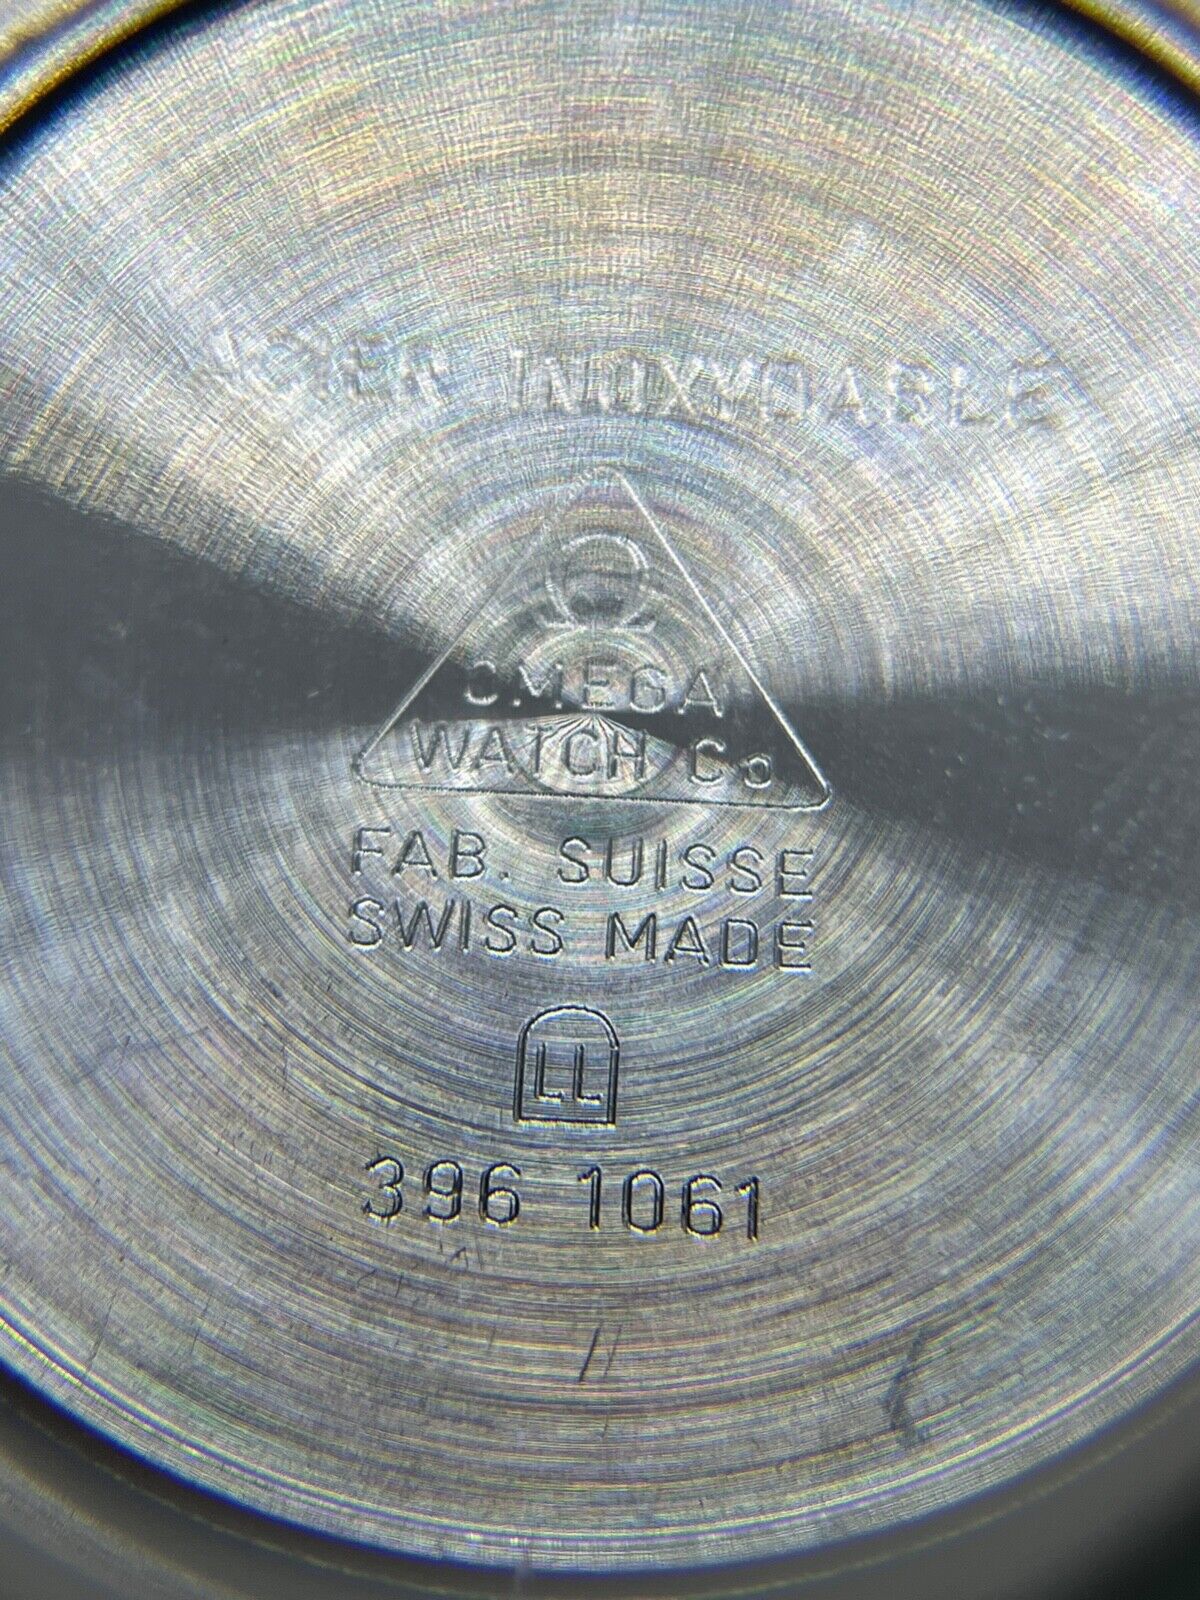 ACIER INOXYDABLE
Ω
OMEGA
WATCH Co
FAB. SUISSE
SWISS MADE
LL
396 1061